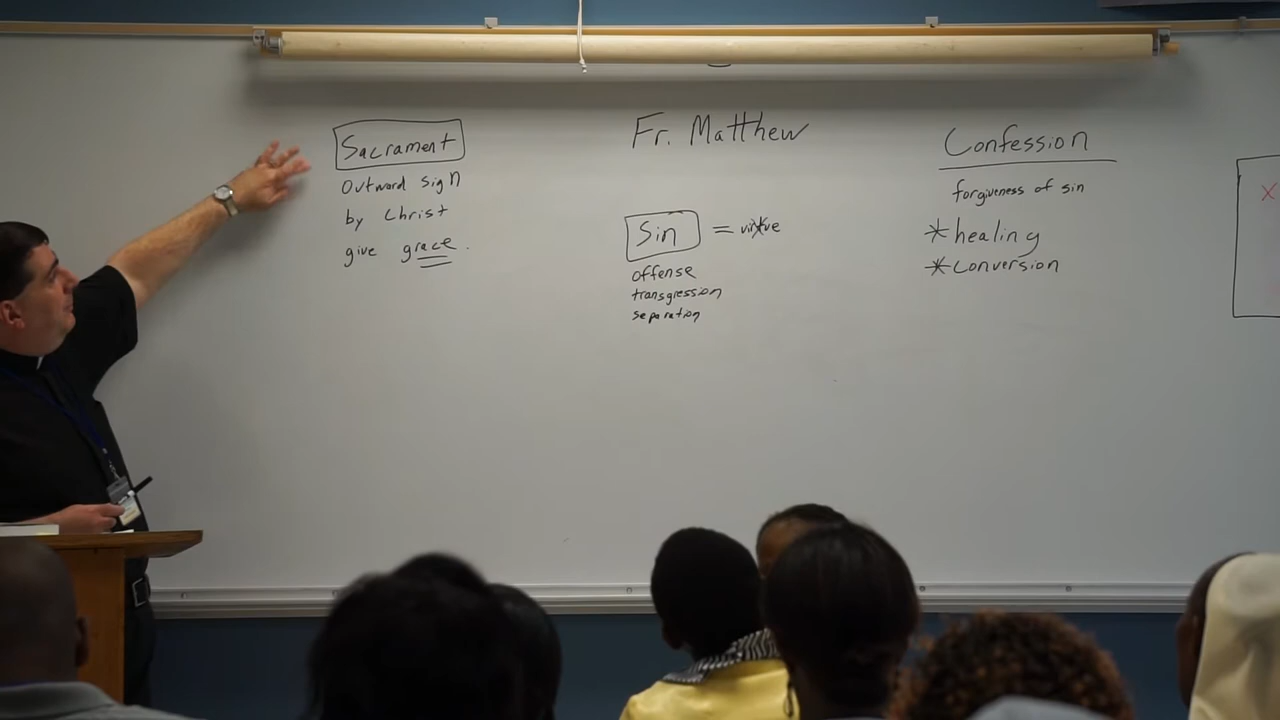 Sacrament
Outward sign
by Christ
give grace.
Fr. Matthew
Sin =
offense
transgression
separation
Confession
forgiveness of sin
* healing
* conversion
X